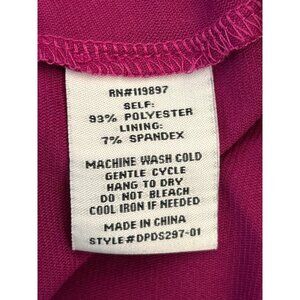 RN#119897
SELF:
93% POLYESTER
LINING:
7% SPANDEX
MACHINE WASH COLD
GENTLE CYCLE
HANG TO DRY
DO NOT BLEACH
COOL IRON IF NEEDED
MADE IN CHINA
STYLE#DPDS297-01